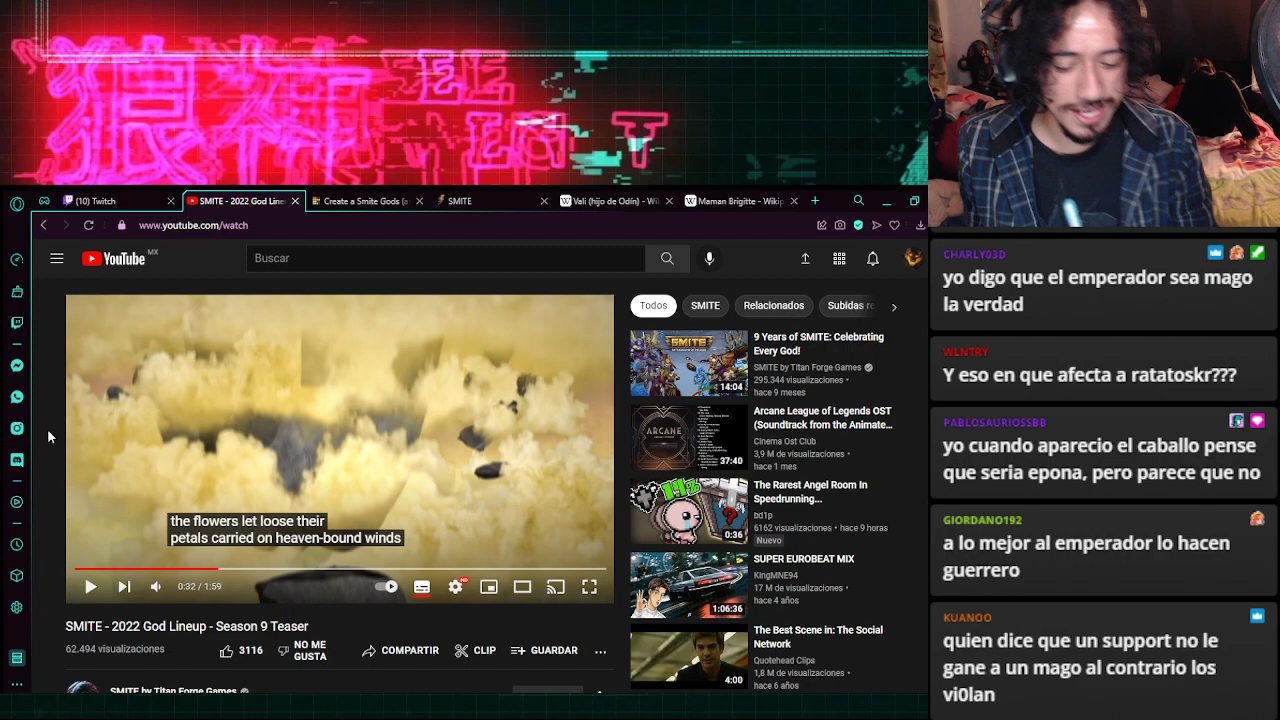 狼
SEE
(10) Twitch
SMITE - 2022 God Line
Create a Smite Gods (a
SMITE
Vali (hijo de Odín) - Wi
Maman Brigitte - Wikip
www.youtube.com/watch
YouTube MX
Buscar
Todos
SMITE
Relacionados
Subidas re
the flowers let loose their
petals carried on heaven-bound winds
0:32 / 1:59
HD
SMITE - 2022 God Lineup - Season 9 Teaser
62.494 visualizaciones
3116
NO ME
GUSTA
COMPARTIR
CLIP
GUARDAR
SMITE by Titan Forge Games
9 Years of SMITE: Celebrating
Every God!
SMITE by Titan Forge Games
295.344 visualizaciones •
hace 9 meses
SMITE
14:04
Arcane League of Legends OST
(Soundtrack from the Animate...
Cinema Ost Club
3,9 M de visualizaciones •
hace 1 mes
ARCANE
37:40
The Rarest Angel Room In
Speedrunning...
bd1p
6162 visualizaciones • hace 9 horas
Nuevo
0:36
SUPER EUROBEAT MIX
KingMNE94
17 M de visualizaciones •
hace 4 años
1:06:36
The Best Scene in: The Social
Network
Quotehead Clips
1,8 M de visualizaciones •
hace 6 años
4:00
CHARLY03D
yo digo que el emperador sea mago
la verdad
WLNTRY
Y eso en que afecta a ratatoskr???
PABLOSAURIOSSBB
yo cuando aparecio el caballo pense
que seria epona, pero parece que no
GIORDANO192
a lo mejor al emperador lo hacen
guerrero
KUANOO
quien dice que un support no le
gane a un mago al contrario los
vi0lan